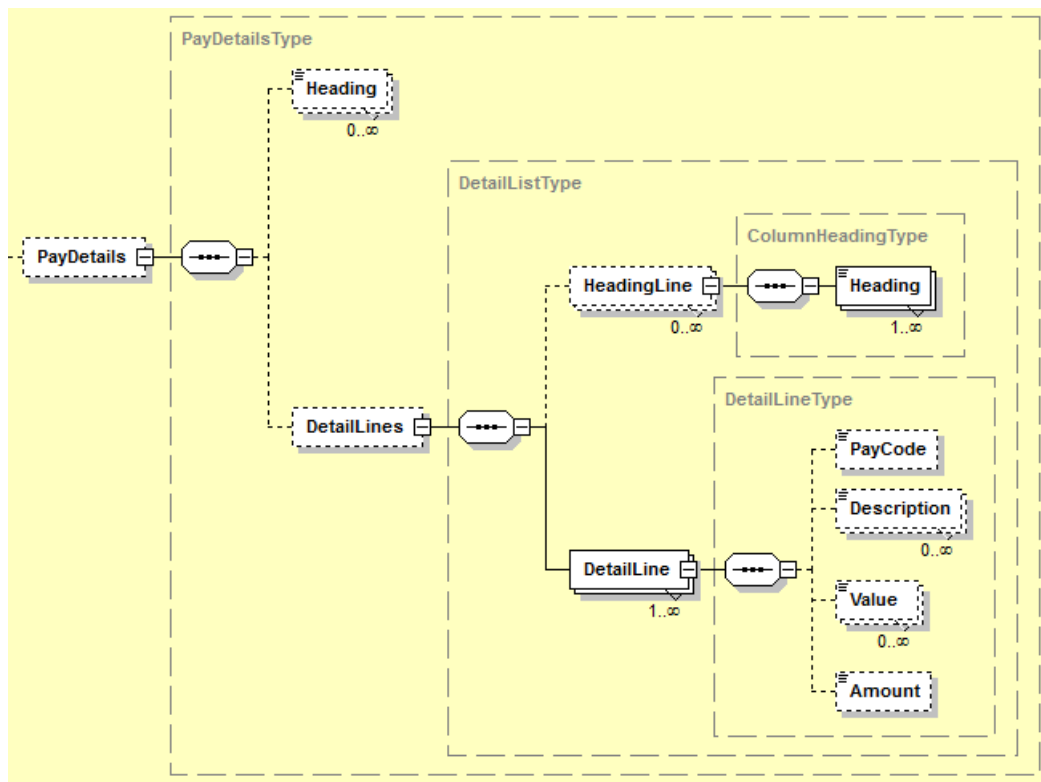 PayDetailsType
Heading
0..∞
DetailListType
ColumnHeadingType
PayDetails
HeadingLine
0..∞
Heading
1..∞
DetailLineType
DetailLines
PayCode
Description
0..∞
DetailLine
1..∞
Value
0..∞
Amount